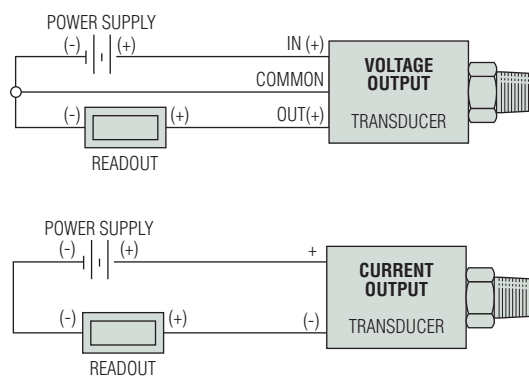 POWER SUPPLY
(-) (+) IN (+)
VOLTAGE
OUTPUT
TRANSDUCER
COMMON
(-) (+) OUT(+)
READOUT
POWER SUPPLY
(-) (+) +
CURRENT
OUTPUT
TRANSDUCER
(-) (+) (-)
READOUT